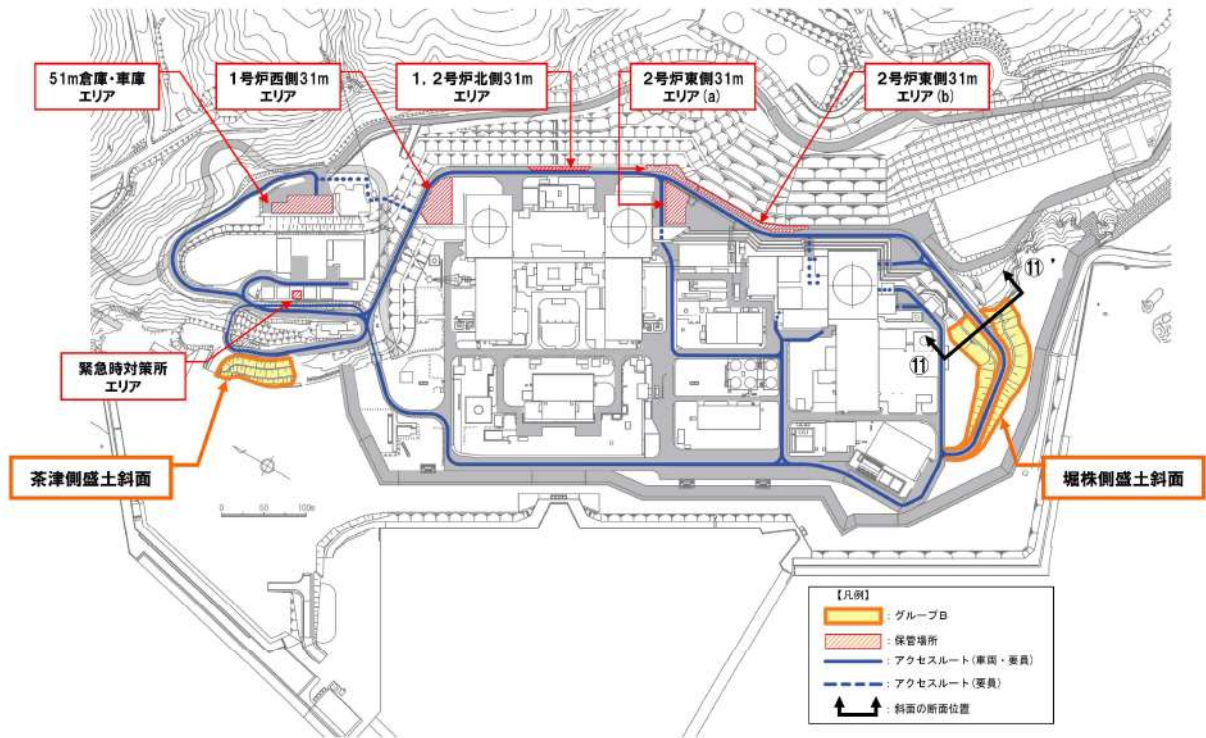 51m倉庫・車庫
エリア
1号炉西側31m
エリア
1．2号炉北側31m
エリア
2号炉東側31m
エリア(a)
2号炉東側31m
エリア(b)
⑪
⑪
緊急時対策所
エリア
茶津側盛土斜面
堀株側盛土斜面
0 50 100m
【凡例】
：グループB
：保管場所
：アクセスルート(車両・要員)
：アクセスルート(要員)
：斜面の断面位置